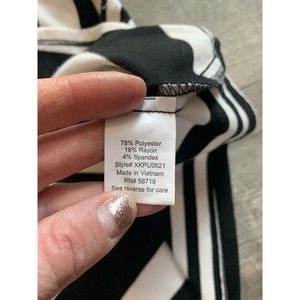 78% Polyester
18% Rayon
4% Spandex
Style# XKPU0621
Made in Vietnam
RN# 58719
See reverse for care